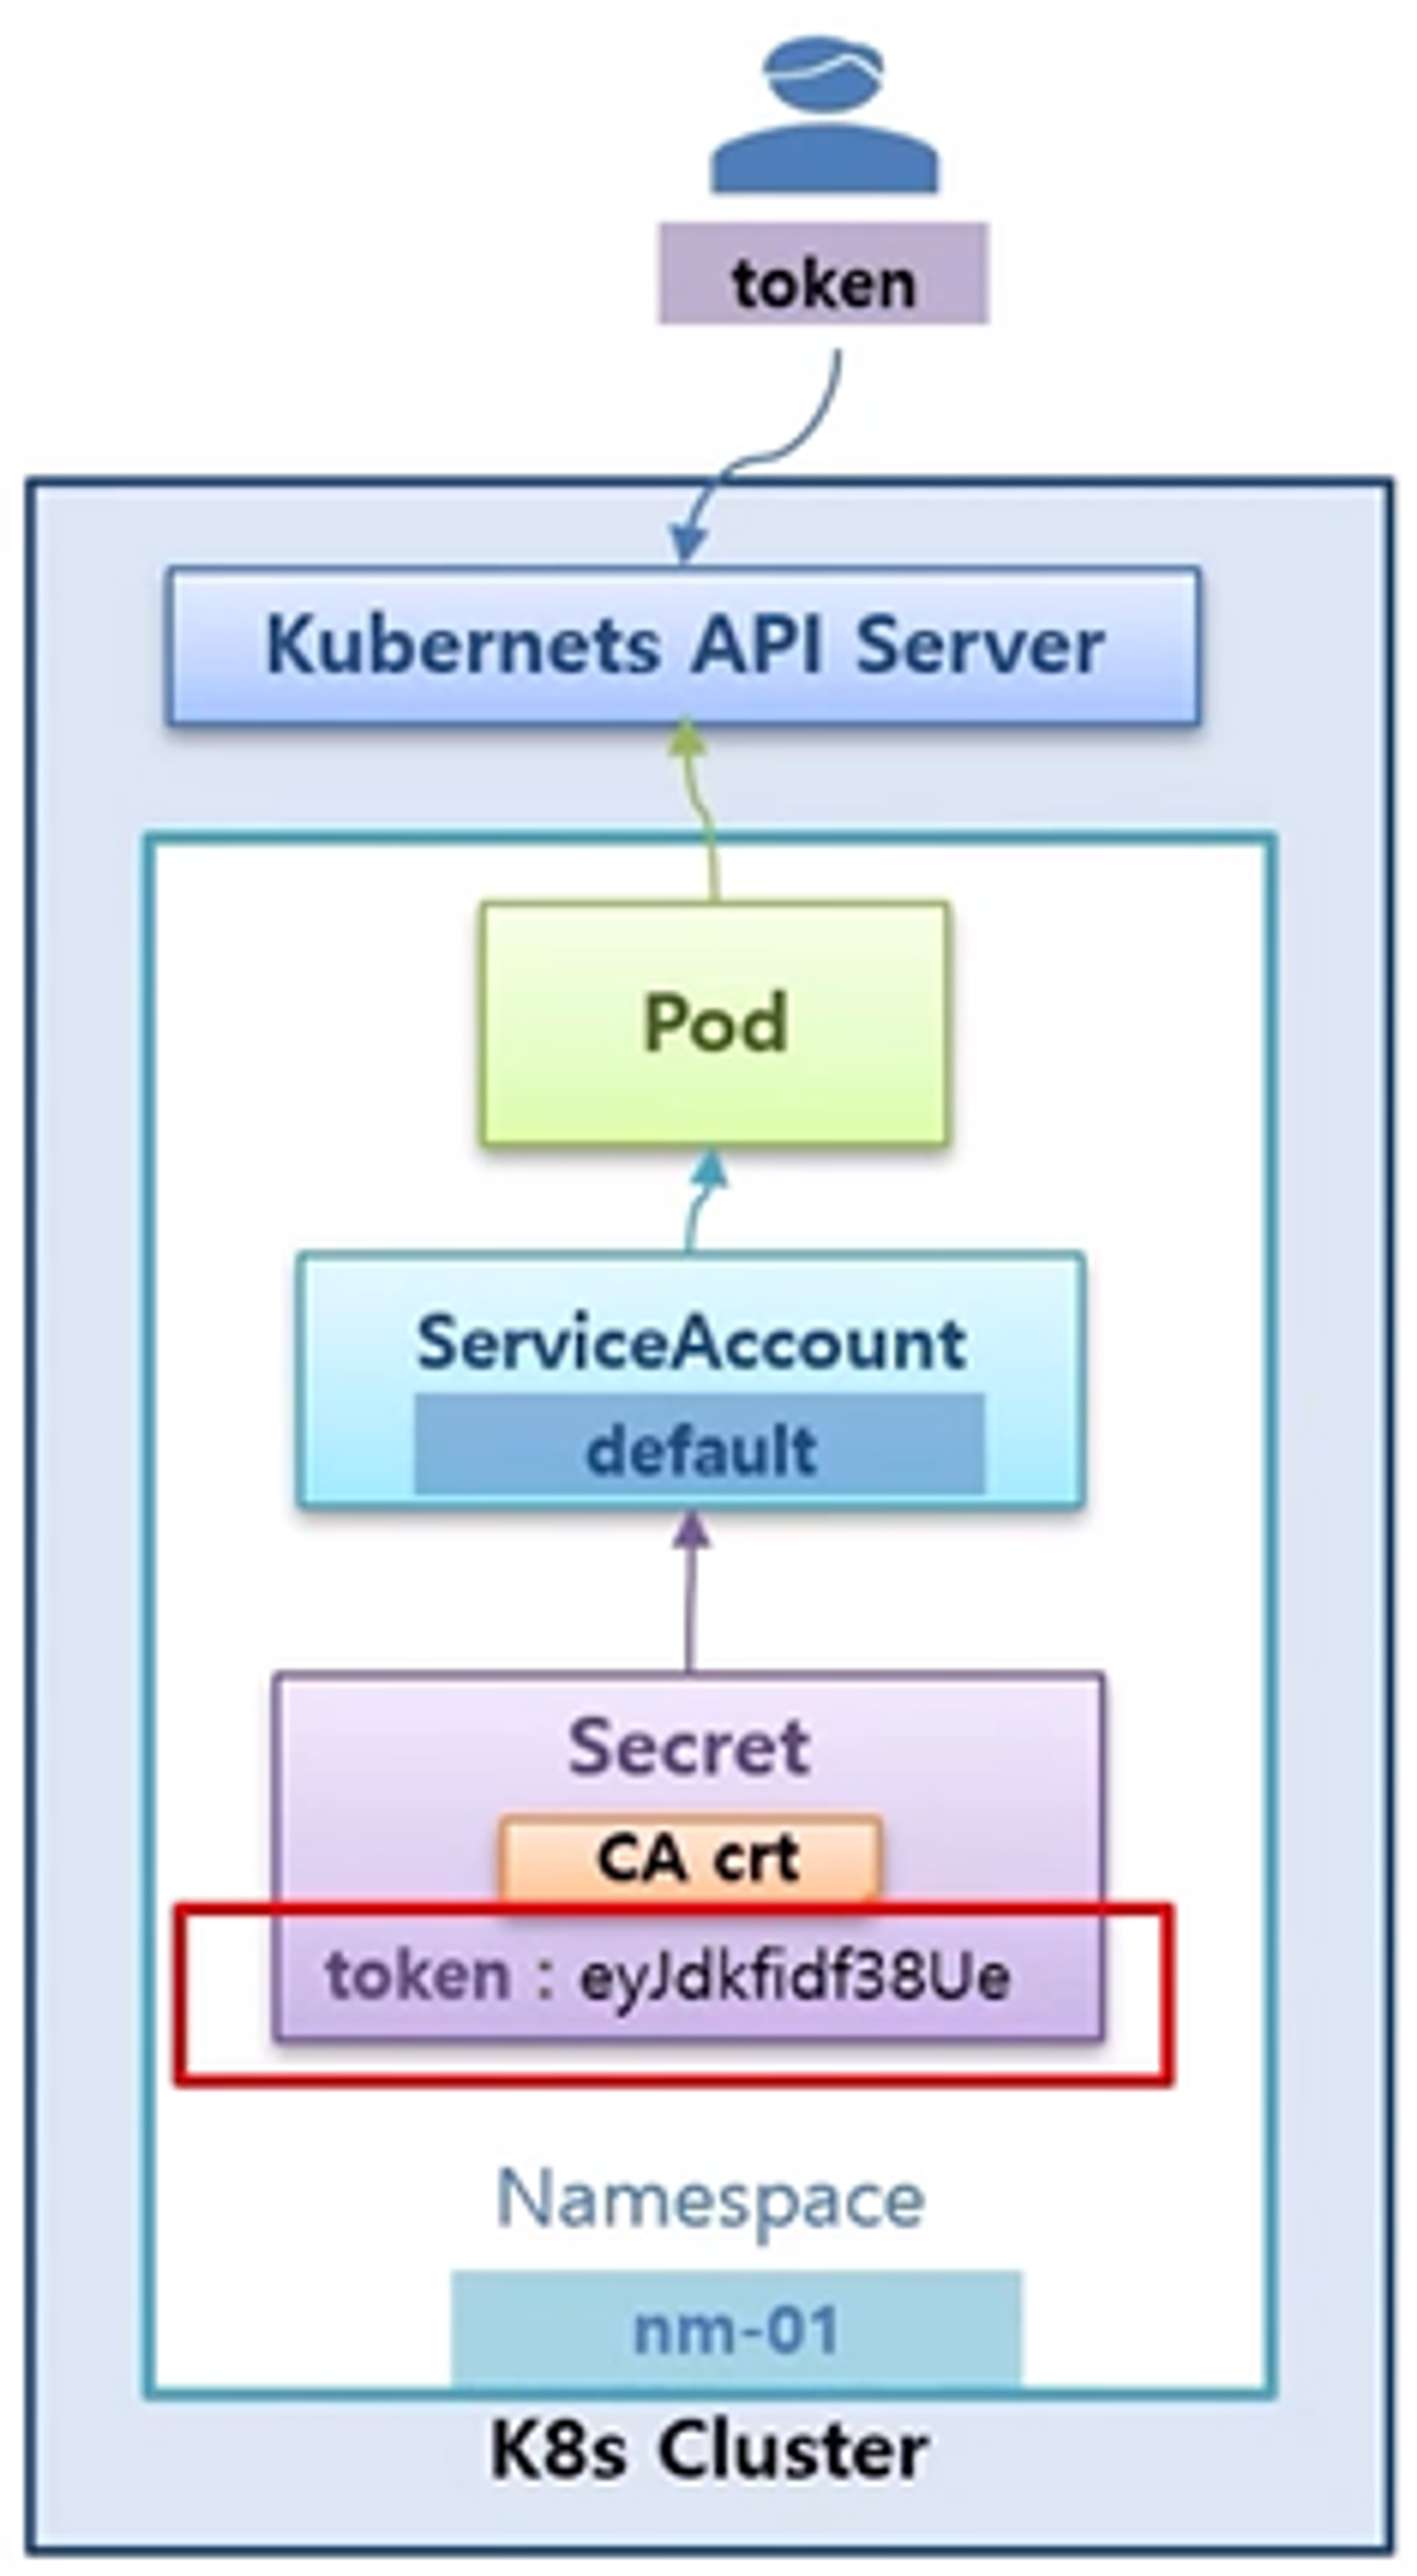 token
Kubernets API Server
Pod
ServiceAccount
default
Secret
CA crt
token : eyJdkfidf38Ue
Namespace
nm-01
K8s Cluster